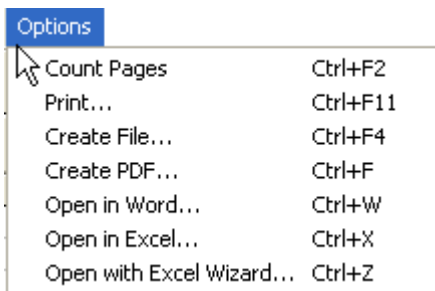 Options
Count Pages Ctrl+F2
Print... Ctrl+F11
Create File... Ctrl+F4
Create PDF... Ctrl+F
Open in Word... Ctrl+W
Open in Excel... Ctrl+X
Open with Excel Wizard... Ctrl+Z